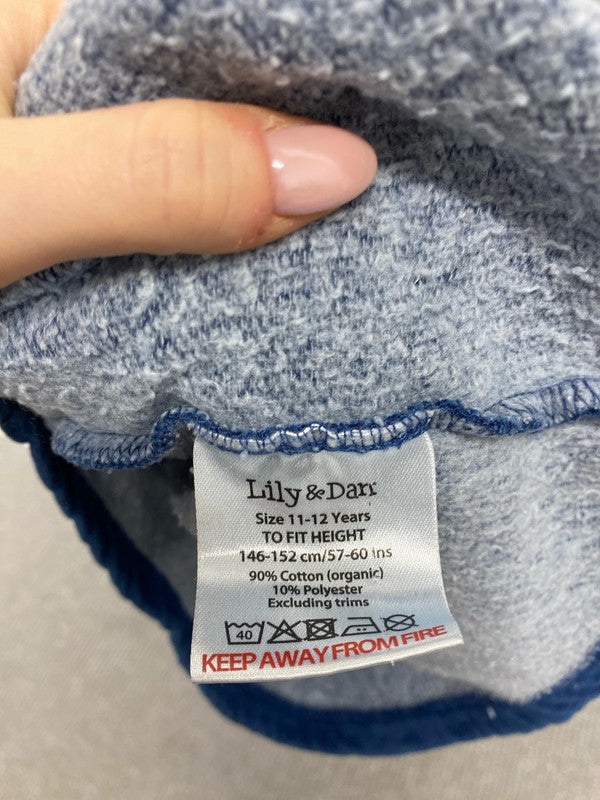 Lily & Dan
Size 11-12 Years
TO FIT HEIGHT
146-152 cm/57-60 ins
90% Cotton (organic)
10% Polyester
Excluding trims
40
KEEP AWAY FROM FIRE